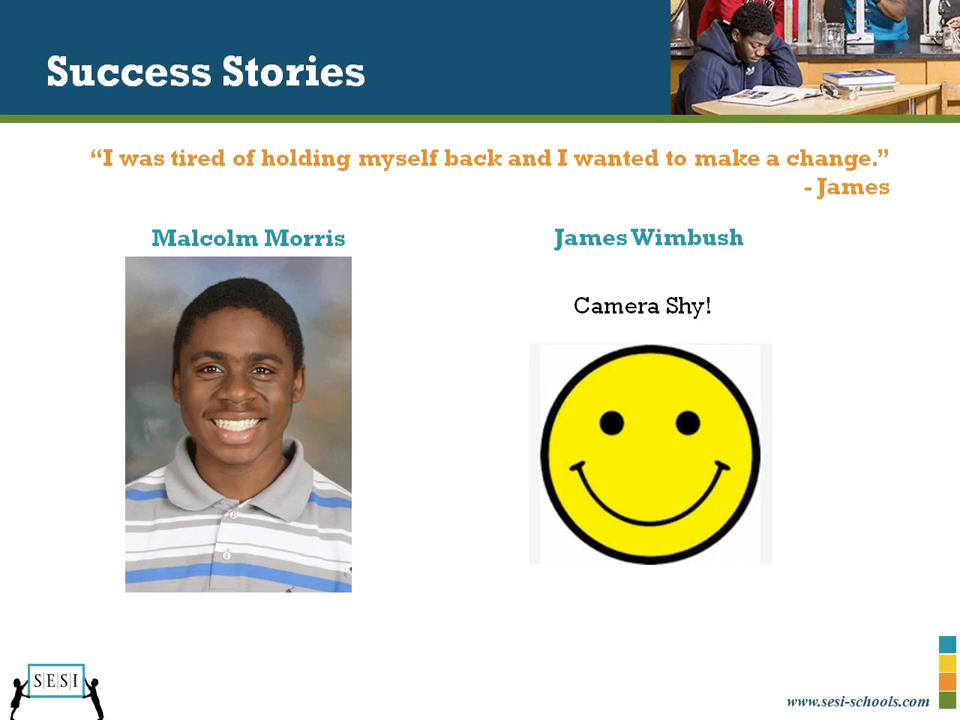 Success Stories
“I was tired of holding myself back and I wanted to make a change.”
- James
Malcolm Morris
James Wimbush
Camera Shy!
S|E|S|I
www.sesi-schools.com